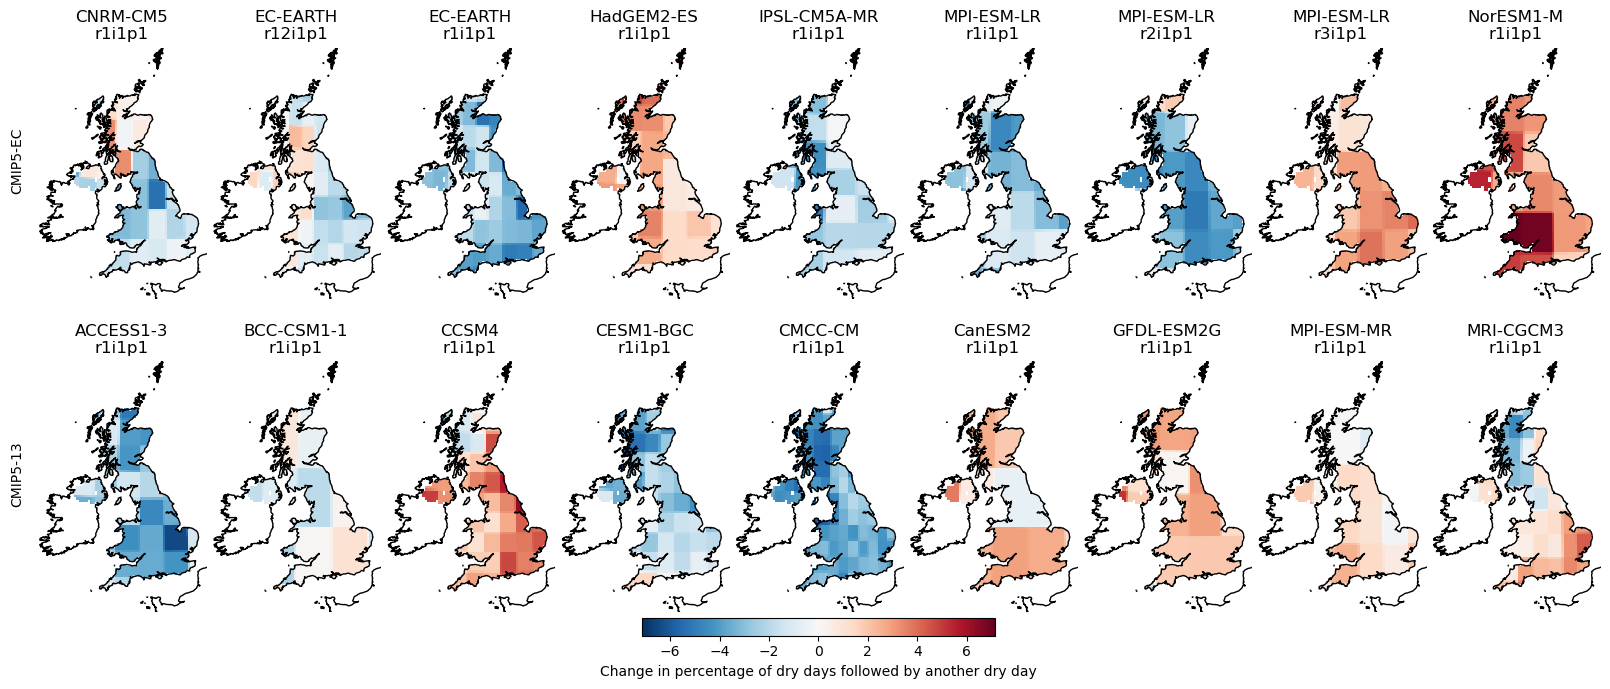 CNRM-CM5 EC-EARTH EC-EARTH HadGEM2-ES IPSL-CM5A-MR MPI-ESM-LR MPI-ESM-LR MPI-ESM-LR NorESM1-M
r1i1p1 r12i1p1 r1i1p1 r1i1p1 r1i1p1 r1i1p1 r2i1p1 r3i1p1 r1i1p1
CMIP5-EC
ACCESS1-3 BCC-CSM1-1 CCSM4 CESM1-BGC CMCC-CM CanESM2 GFDL-ESM2G MPI-ESM-MR MRI-CGCM3
r1i1p1 r1i1p1 r1i1p1 r1i1p1 r1i1p1 r1i1p1 r1i1p1 r1i1p1 r1i1p1
CMIP5-13
−6 −4 −2 0 2 4 6
Change in percentage of dry days followed by another dry day